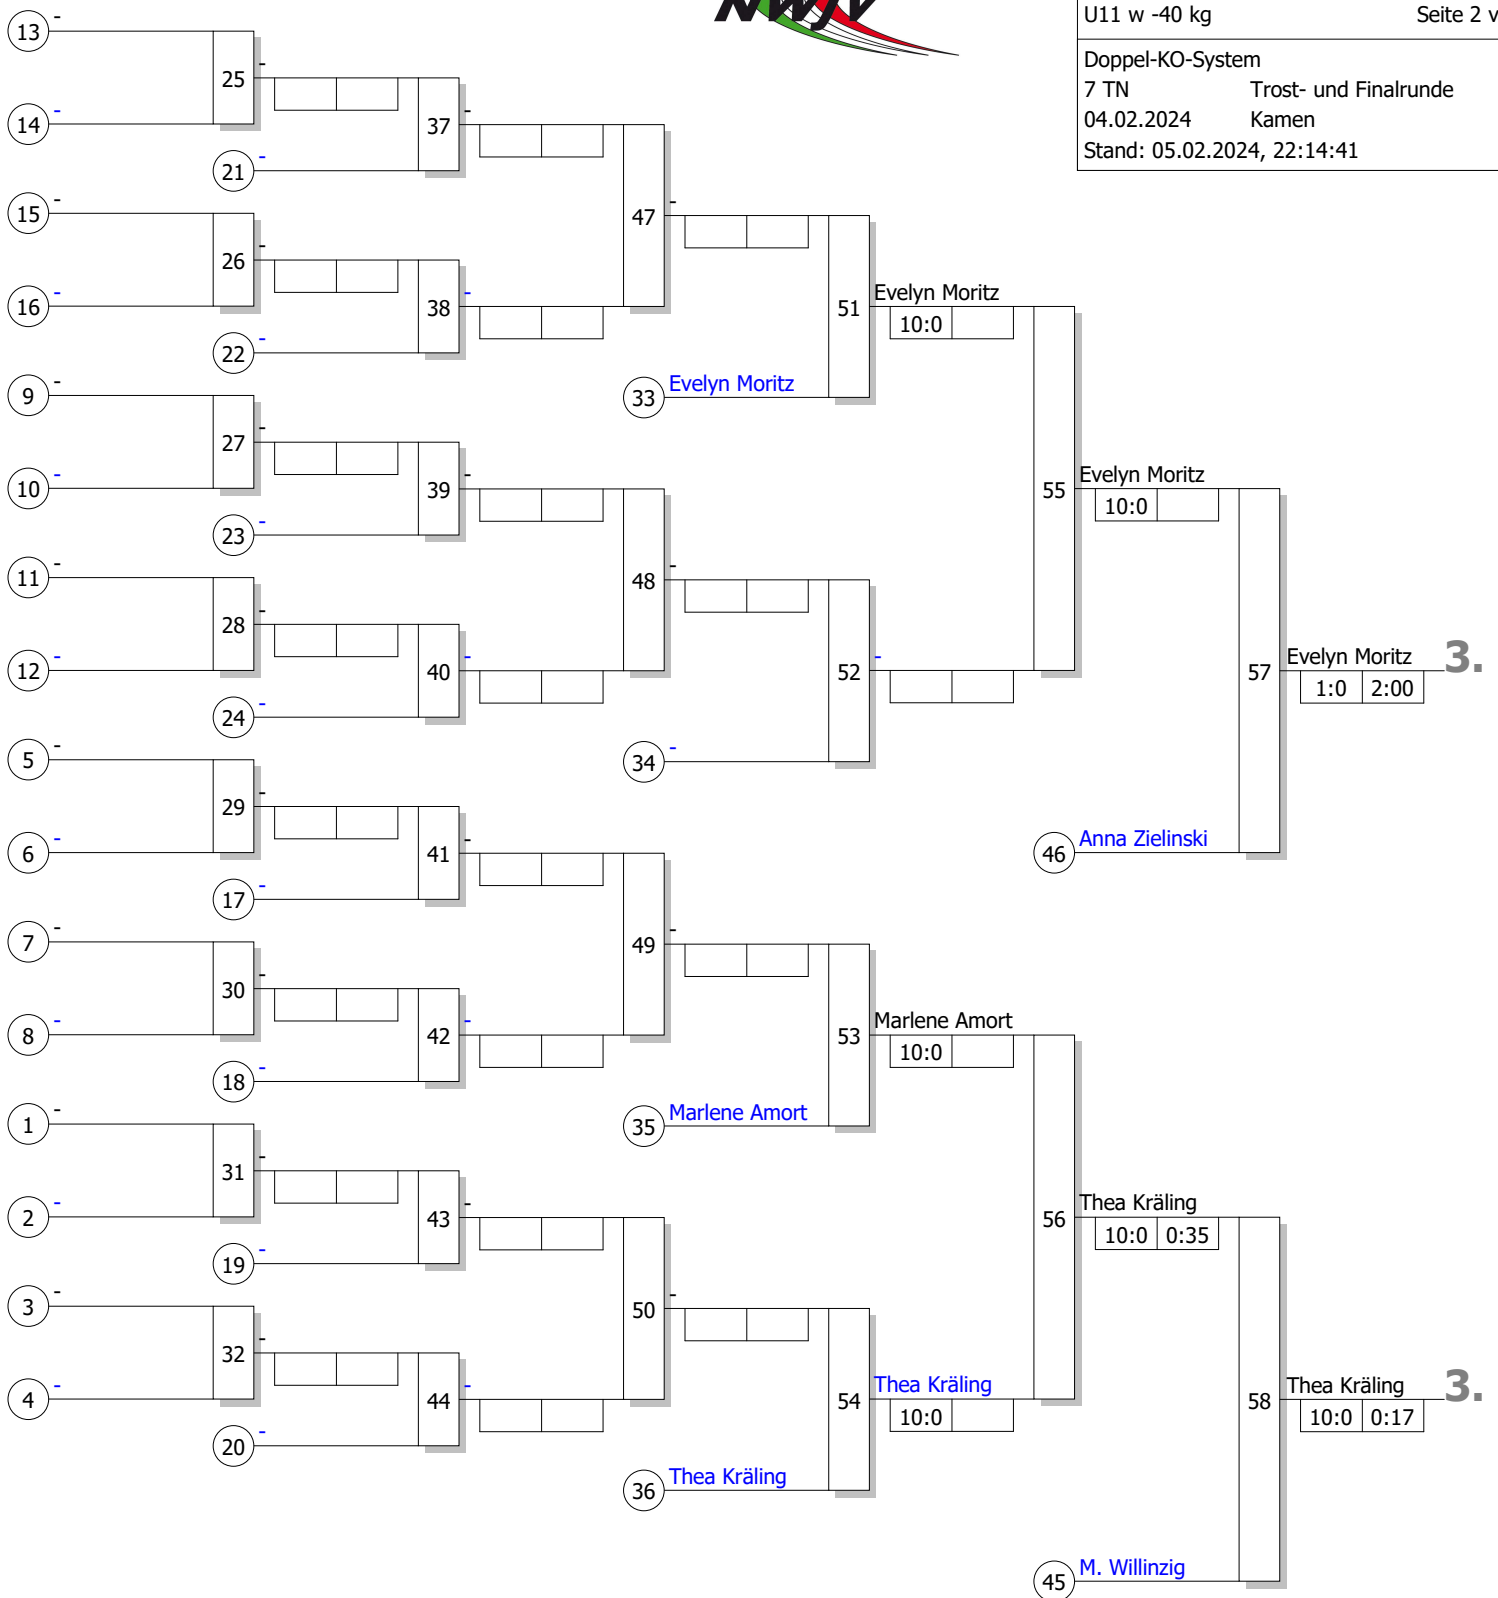 NWJV
U11 w -40 kg Seite 2 v
Doppel-KO-System
7 TN Trost- und Finalrunde
04.02.2024 Kamen
Stand: 05.02.2024, 22:14:41
13 -
25 -
14 -
37 -
21 -
15 -
47 -
26 -
16 -
38 -
22 -
51 Evelyn Moritz
10:0
33 Evelyn Moritz
9 -
27 -
10 -
39 -
23 -
55 Evelyn Moritz
10:0
11 -
48 -
28 -
12 -
40 -
24 -
52 -
34 -
57 Evelyn Moritz 3.
1:0 2:00
5 -
29 -
6 -
41 -
17 -
46 Anna Zielinski
7 -
49 -
30 -
8 -
42 -
18 -
53 Marlene Amort
10:0
35 Marlene Amort
1 -
31 -
2 -
43 -
19 -
56 Thea Kräling
10:0 0:35
3 -
50 -
32 -
4 -
44 -
20 -
54 Thea Kräling
10:0
36 Thea Kräling
58 Thea Kräling 3.
10:0 0:17
45 M. Willinzig